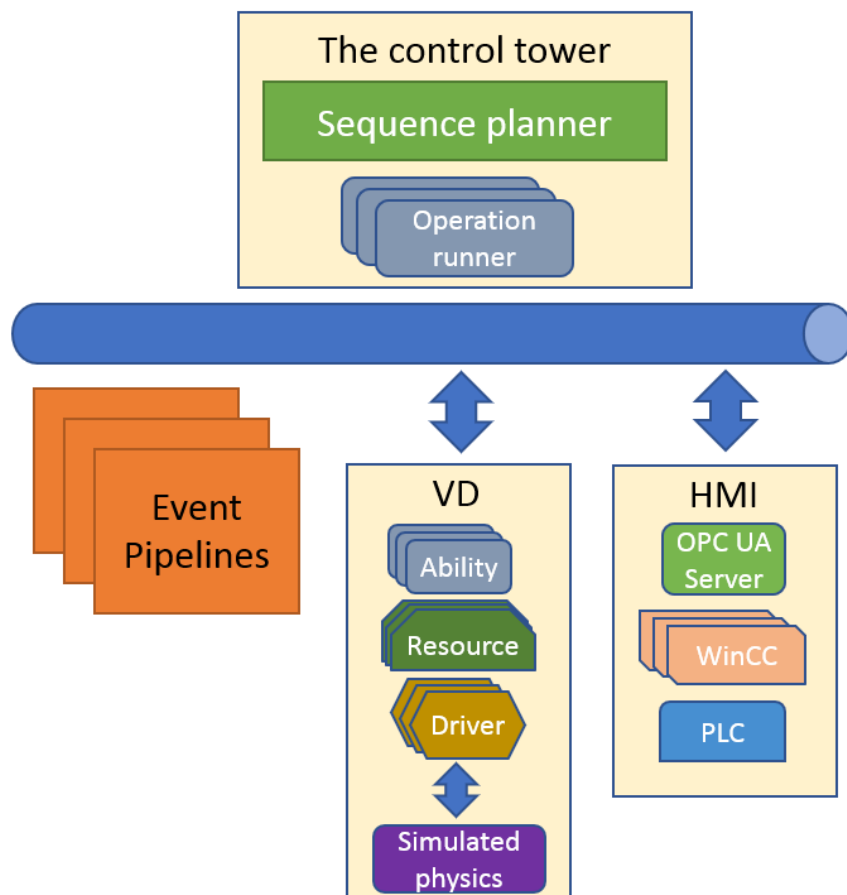 The control tower
Sequence planner
Operation
runner
Event
Pipelines
VD
Ability
Resource
Driver
Simulated
physics
HMI
OPC UA
Server
WinCC
PLC